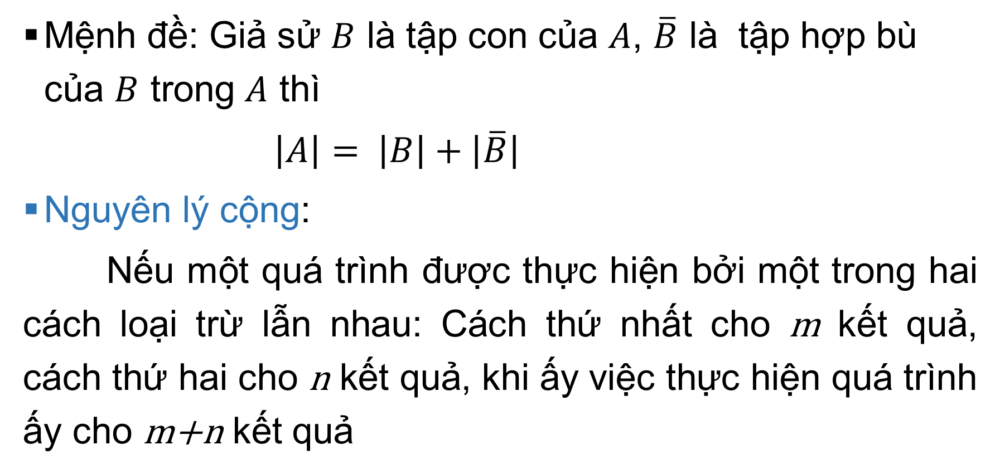 ▪ Mệnh đề: Giả sử B là tập con của A, B̅ là tập hợp bù
của B trong A thì
|A| = |B| + |B̅|
▪ Nguyên lý cộng:
Nếu một quá trình được thực hiện bởi một trong hai
cách loại trừ lẫn nhau: Cách thứ nhất cho m kết quả,
cách thứ hai cho n kết quả, khi ấy việc thực hiện quá trình
ấy cho m+n kết quả